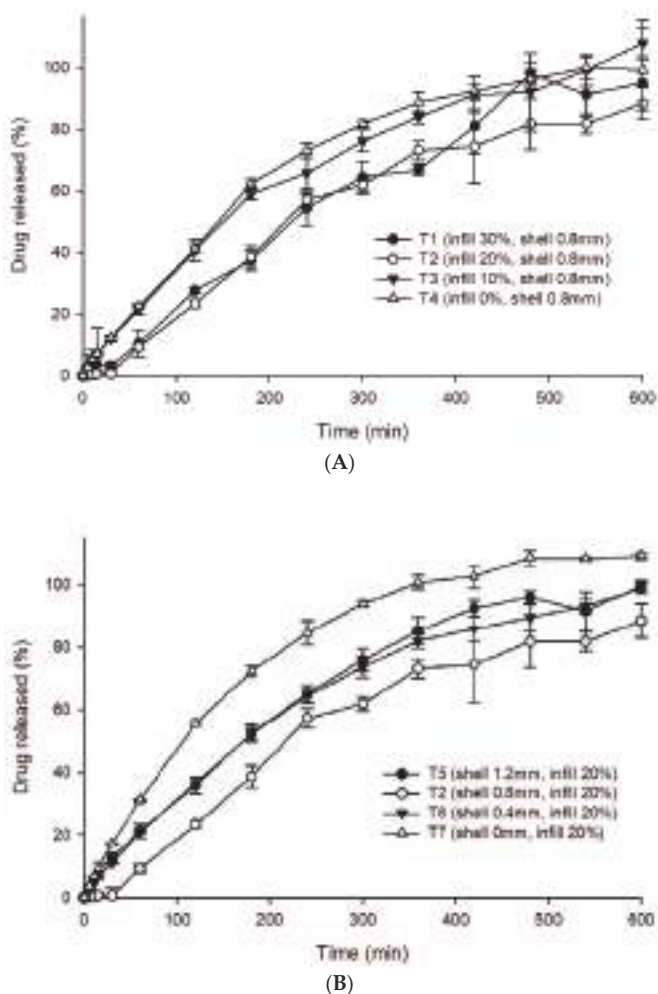 Drug released (%)
100
80
60
40
20
0
T1 (infill 30%, shell 0.8mm)
T2 (infill 20%, shell 0.8mm)
T3 (infill 10%, shell 0.8mm)
T4 (infill 0%, shell 0.8mm)
0 100 200 300 400 500 600
Time (min)
(A)
Drug released (%)
100
80
60
40
20
0
T5 (shell 1.2mm, infill 20%)
T2 (shell 0.8mm, infill 20%)
T6 (shell 0.4mm, infill 20%)
T7 (shell 0mm, infill 20%)
0 100 200 300 400 500 600
Time (min)
(B)